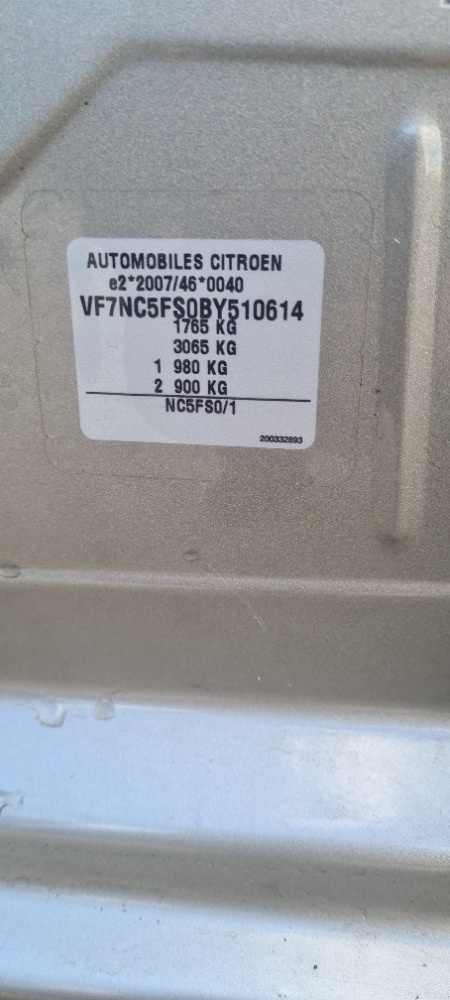 AUTOMOBILES CITROEN
e2*2007/46*0040
VF7NC5FS0BY510614
1765 KG
3065 KG
1 980 KG
2 900 KG
NC5FS0/1
200332893